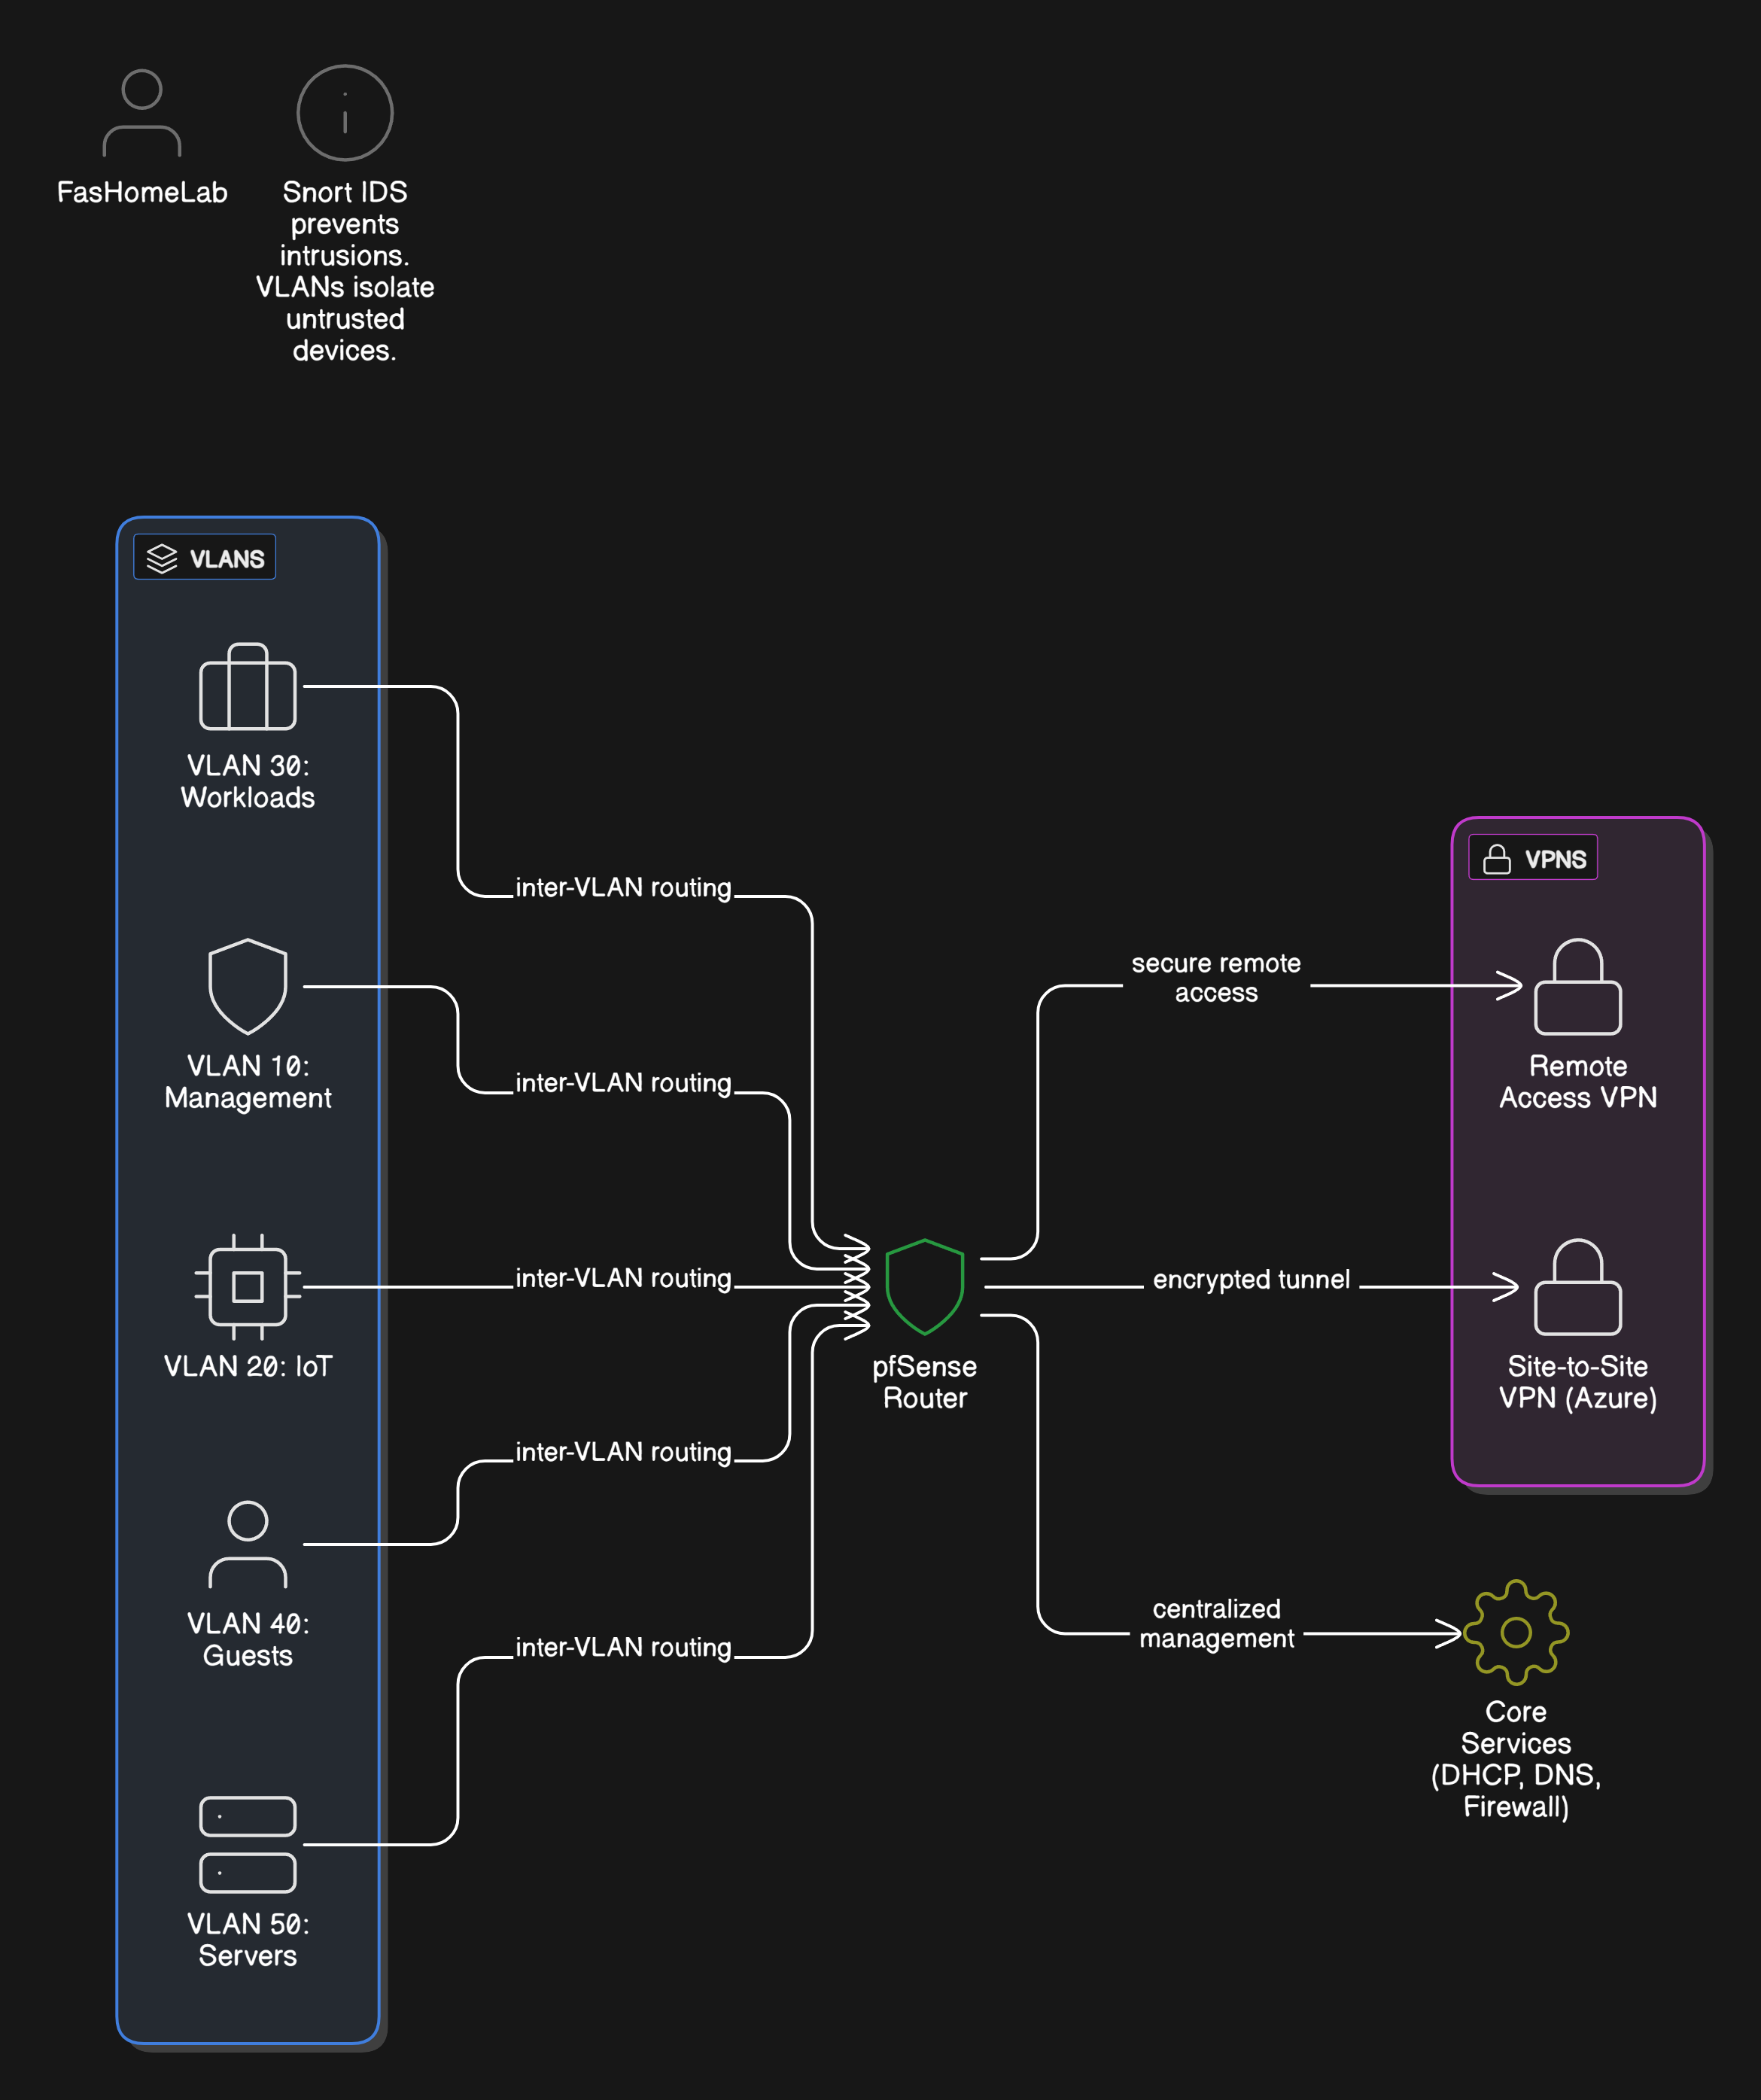 FasHomeLab
Snort IDS
prevents
intrusions.
VLANs isolate
untrusted
devices.
VLANS
VLAN 30:
Workloads
inter-VLAN routing
VLAN 10:
Management
inter-VLAN routing
VLAN 20: IoT
inter-VLAN routing
VLAN 40:
Guests
inter-VLAN routing
VLAN 50:
Servers
inter-VLAN routing
pfSense
Router
secure remote
access
encrypted tunnel
centralized
management
VPNS
Remote
Access VPN
Site-to-Site
VPN (Azure)
Core
Services
(DHCP, DNS,
Firewall)